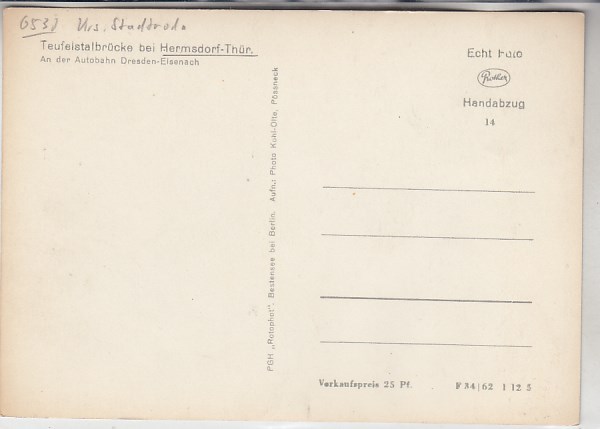 6531 Krs. Stadtroda
Teufelstalbrücke bei Hermsdorf-Thür.
An der Autobahn Dresden-Eisenach
Echt Foto
Handabzug
14
PGH „Rotophot“, Bestensee bei Berlin. Aufn.: Photo Kühl-Otte, Pössneck
Verkaufspreis 25 Pf.
F 34|62 1 12 5